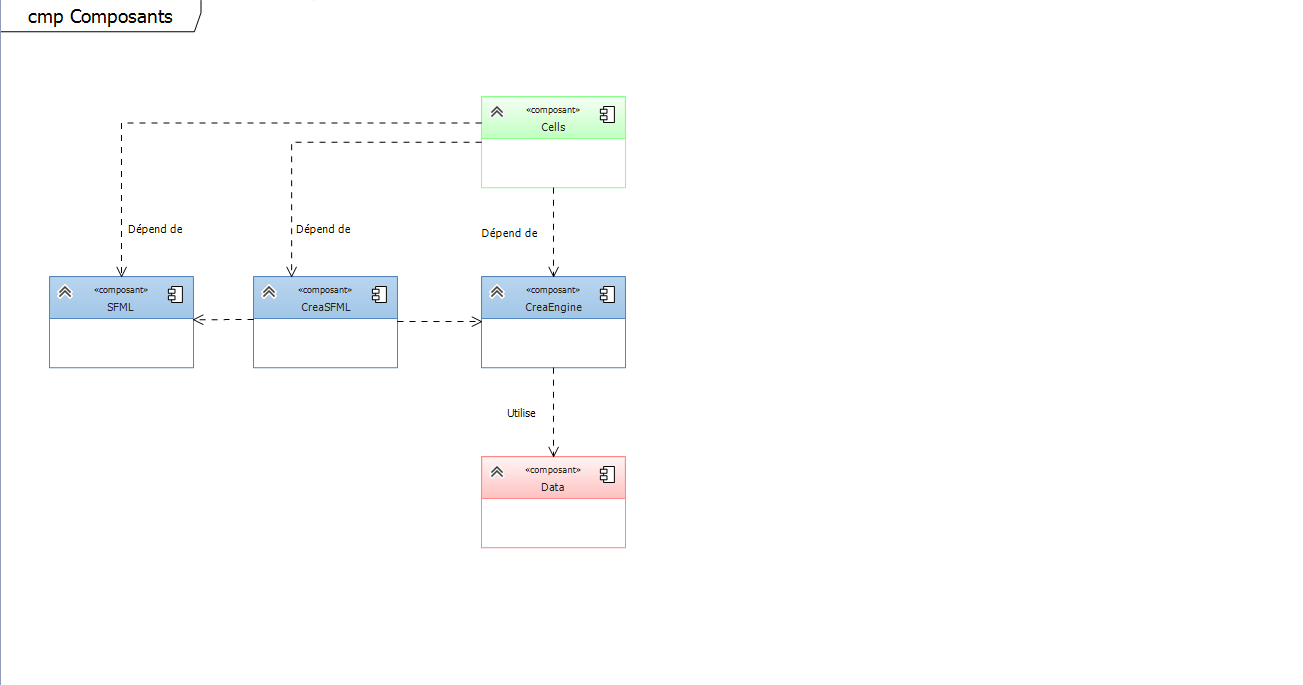 cmp Composants
«composant»
Cells
Dépend de
Dépend de
Dépend de
«composant»
SFML
«composant»
CreaSFML
«composant»
CreaEngine
Utilise
«composant»
Data